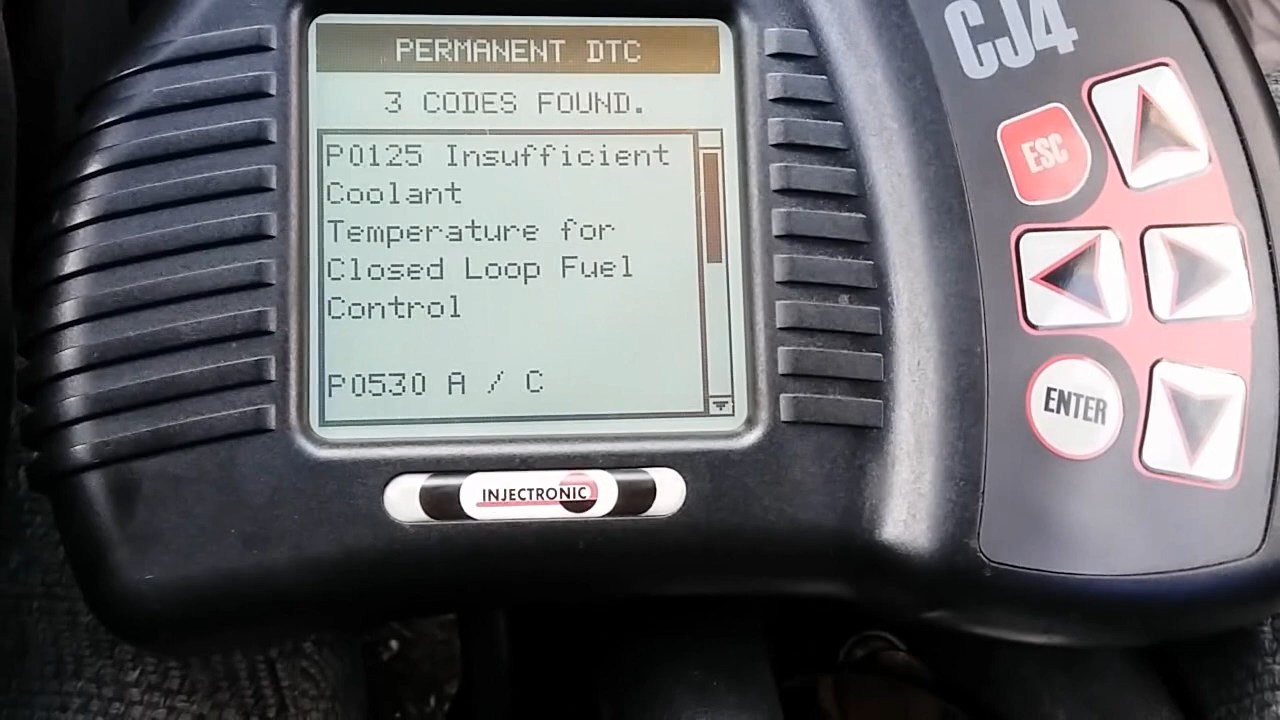 PERMANENT DTC
3 CODES FOUND.
P0125 Insufficient
Coolant
Temperature for
Closed Loop Fuel
Control
P0530 A / C
INJECTRONIC
CJ4
ESC
ENTER